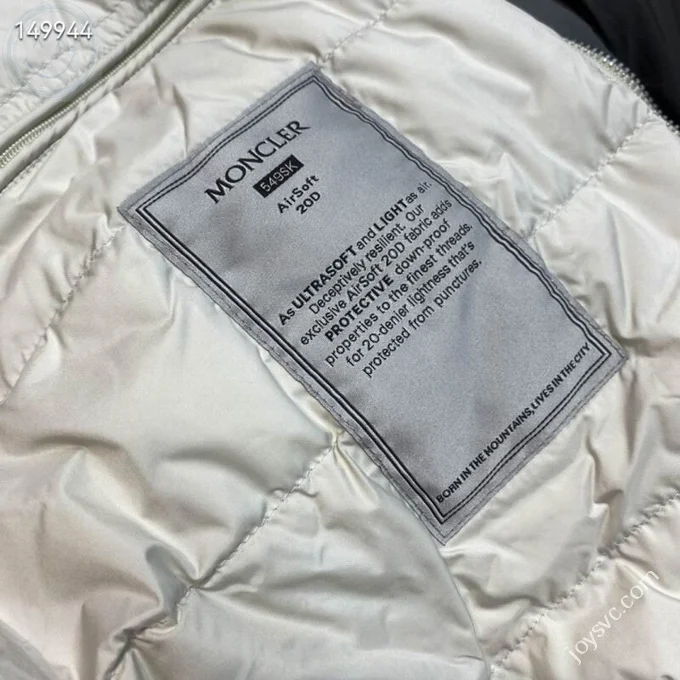 149944
MONCLER
549SK
AirSoft
20D
As ULTRASOFT and LIGHT as air.
Deceptively resilient. Our
exclusive AirSoft 20D fabric adds
PROTECTIVE down-proof
properties to the finest threads.
for 20-denier lightness that's
protected from punctures.
BORN IN THE MOUNTAINS, LIVES IN THE CITY
joysvc.com